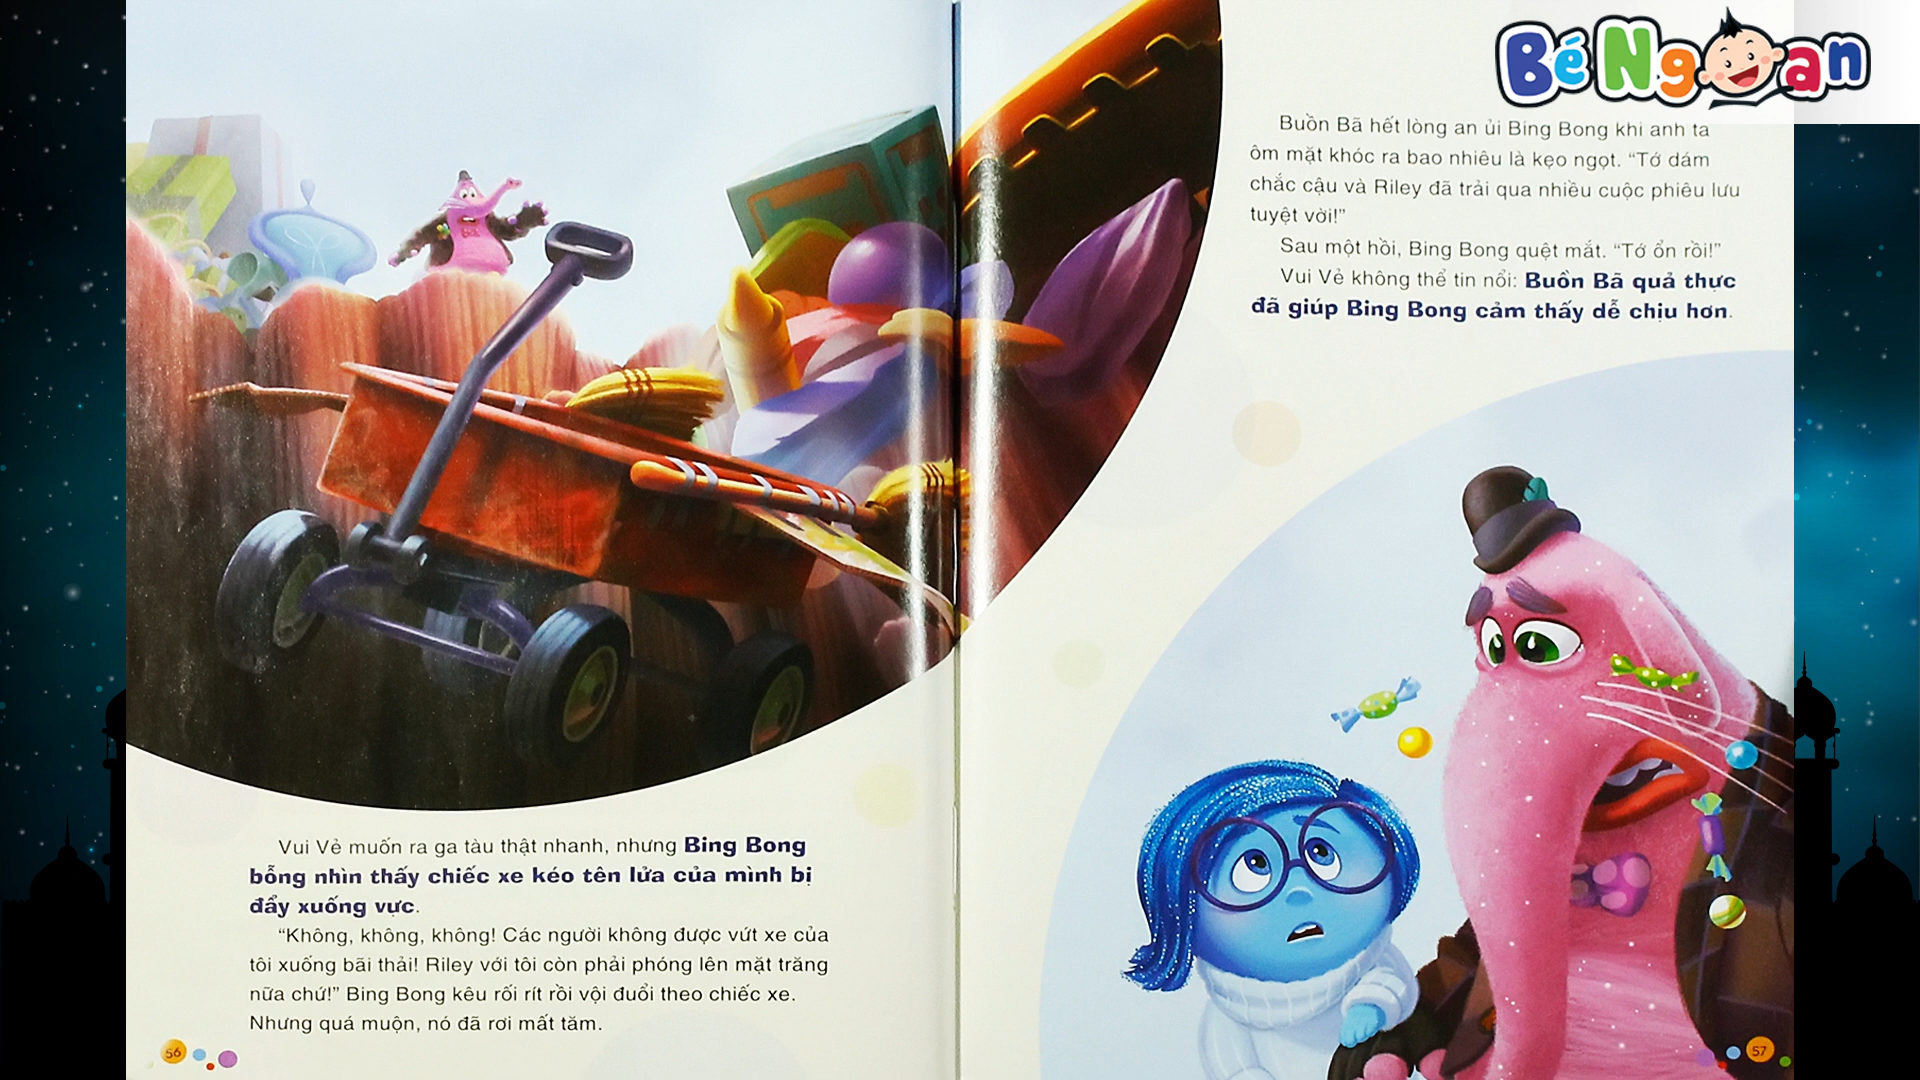 Bé Ngoan
Vui Vẻ muốn ra ga tàu thật nhanh, nhưng Bing Bong
bỗng nhìn thấy chiếc xe kéo tên lửa của mình bị
đẩy xuống vực.
“Không, không, không! Các người không được vứt xe của
tôi xuống bãi thải! Riley với tôi còn phải phóng lên mặt trăng
nữa chứ!” Bing Bong kêu rối rít rồi vội đuổi theo chiếc xe.
Nhưng quá muộn, nó đã rơi mất tăm.
56
Buồn Bã hết lòng an ủi Bing Bong khi anh ta
ôm mặt khóc ra bao nhiêu là kẹo ngọt. “Tớ dám
chắc cậu và Riley đã trải qua nhiều cuộc phiêu lưu
tuyệt vời!”
Sau một hồi, Bing Bong quệt mắt. “Tớ ổn rồi!”
Vui Vẻ không thể tin nổi: Buồn Bã quả thực
đã giúp Bing Bong cảm thấy dễ chịu hơn.
57